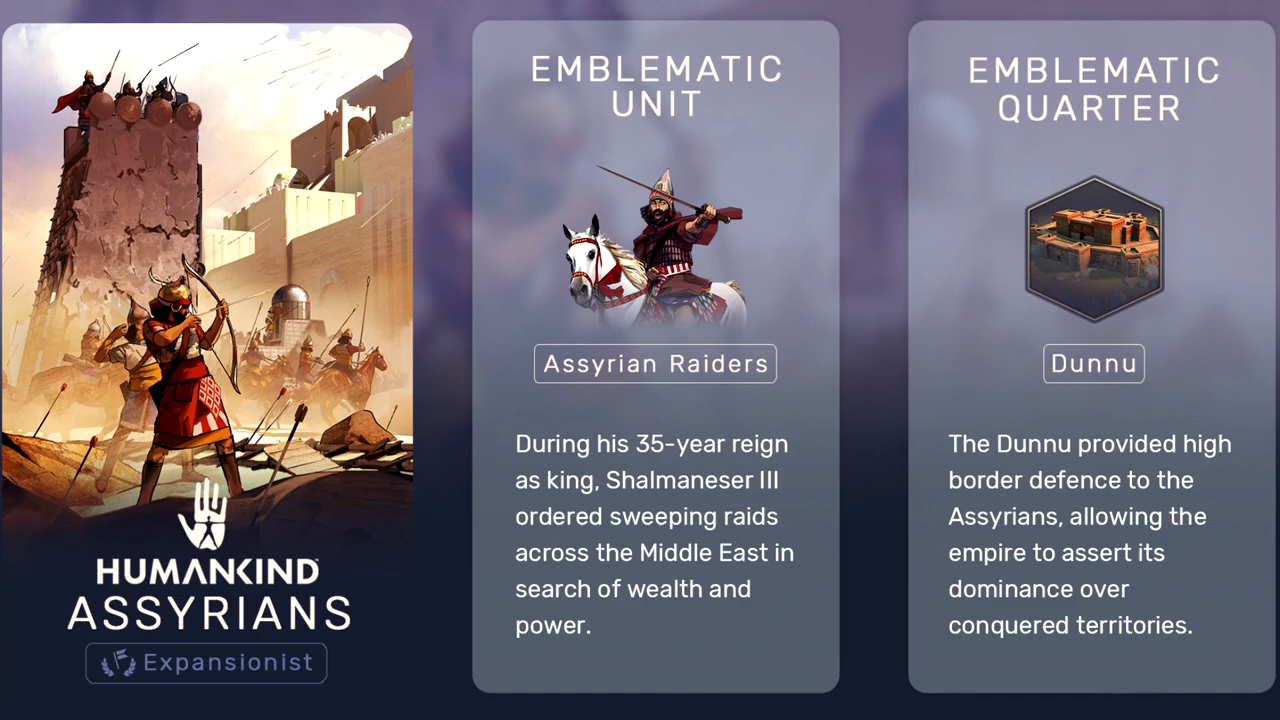 HUMANKIND™
ASSYRIANS
Expansionist
EMBLEMATIC
UNIT
Assyrian Raiders
During his 35-year reign
as king, Shalmaneser III
ordered sweeping raids
across the Middle East in
search of wealth and
power.
EMBLEMATIC
QUARTER
Dunnu
The Dunnu provided high
border defence to the
Assyrians, allowing the
empire to assert its
dominance over
conquered territories.